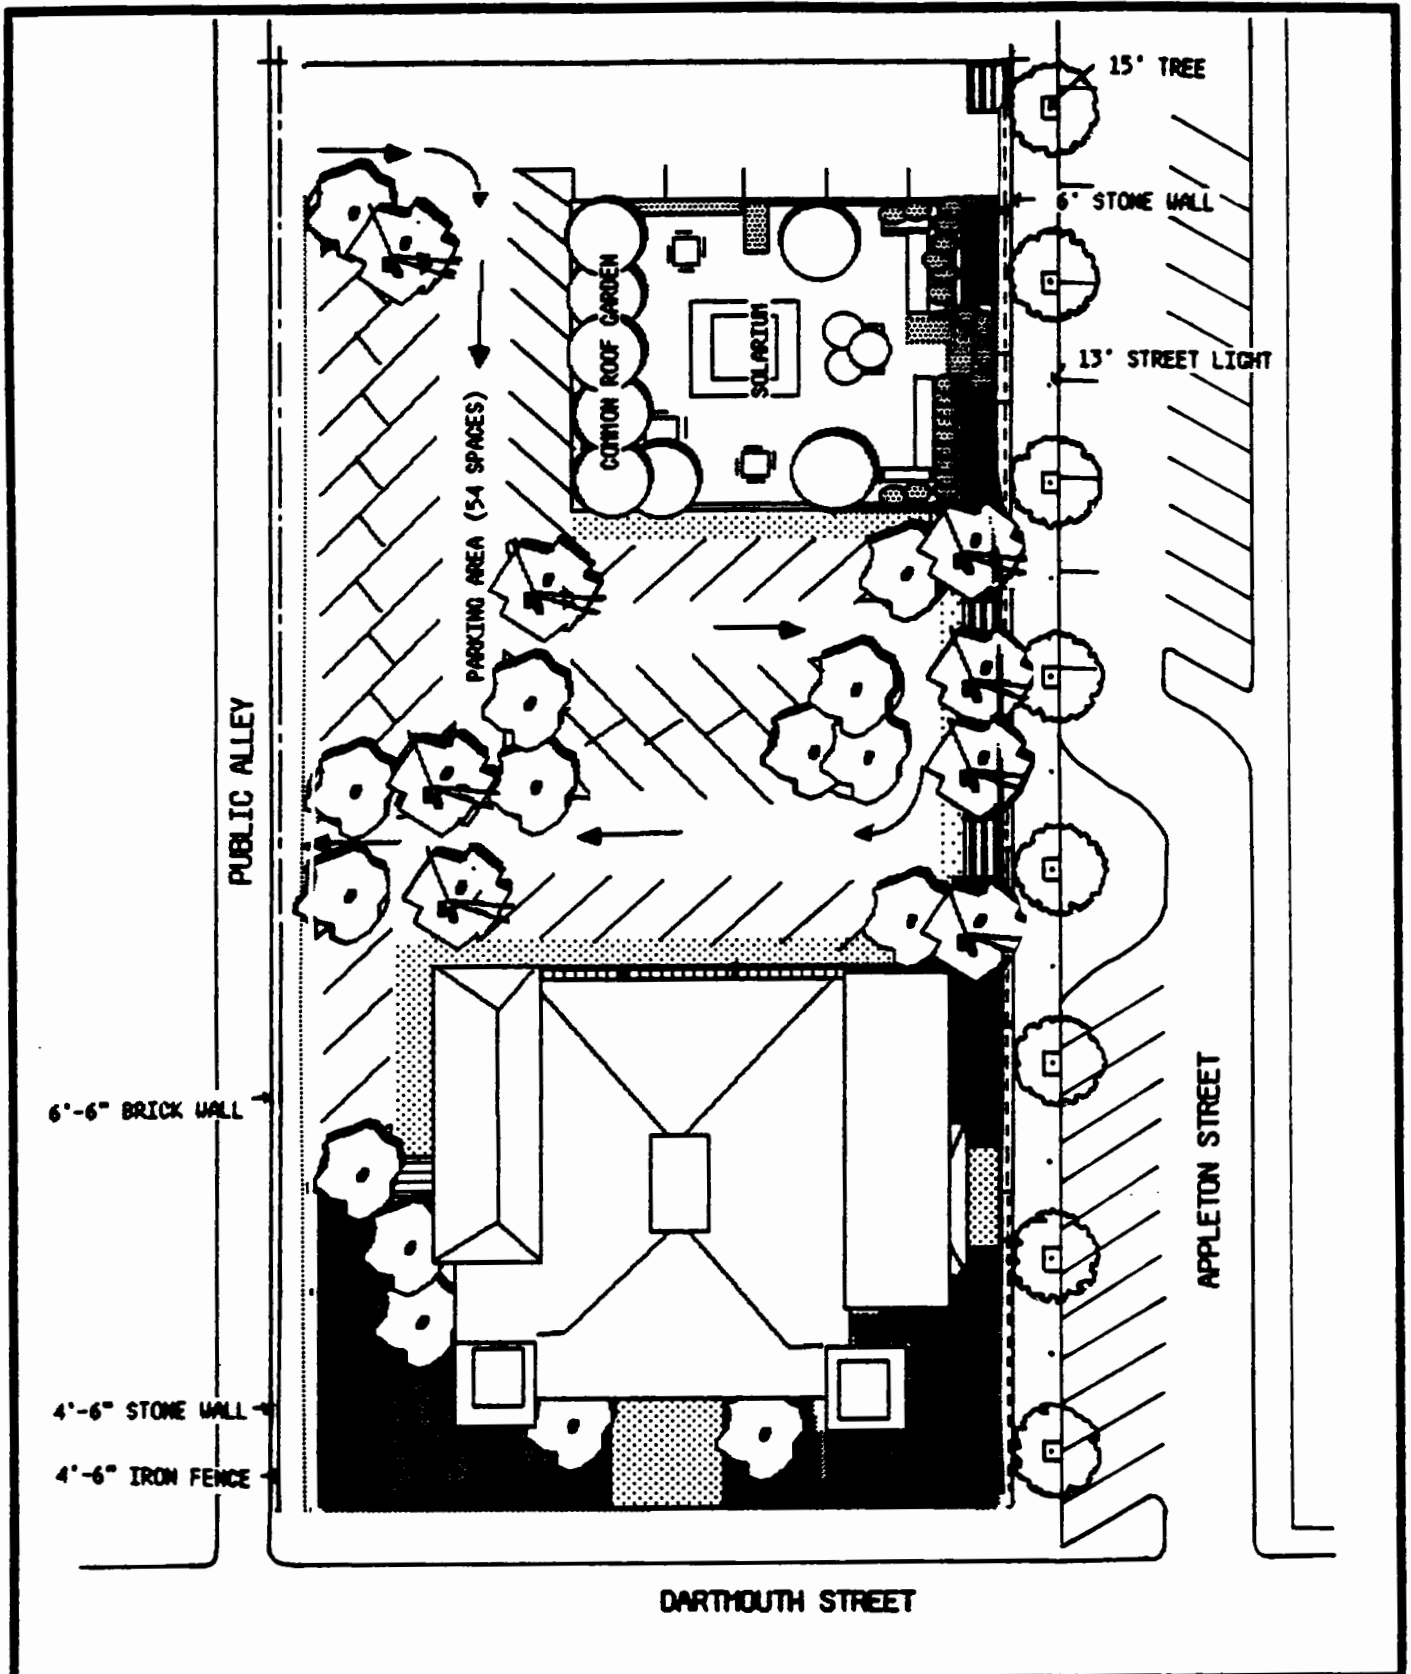 15' TREE
6' STONE WALL
COMMON ROOF GARDEN
SOLARIUM
13' STREET LIGHT
PARKING AREA (54 SPACES)
PUBLIC ALLEY
6'-6" BRICK WALL
APPLETON STREET
4'-6" STONE WALL
4'-6" IRON FENCE
DARTMOUTH STREET